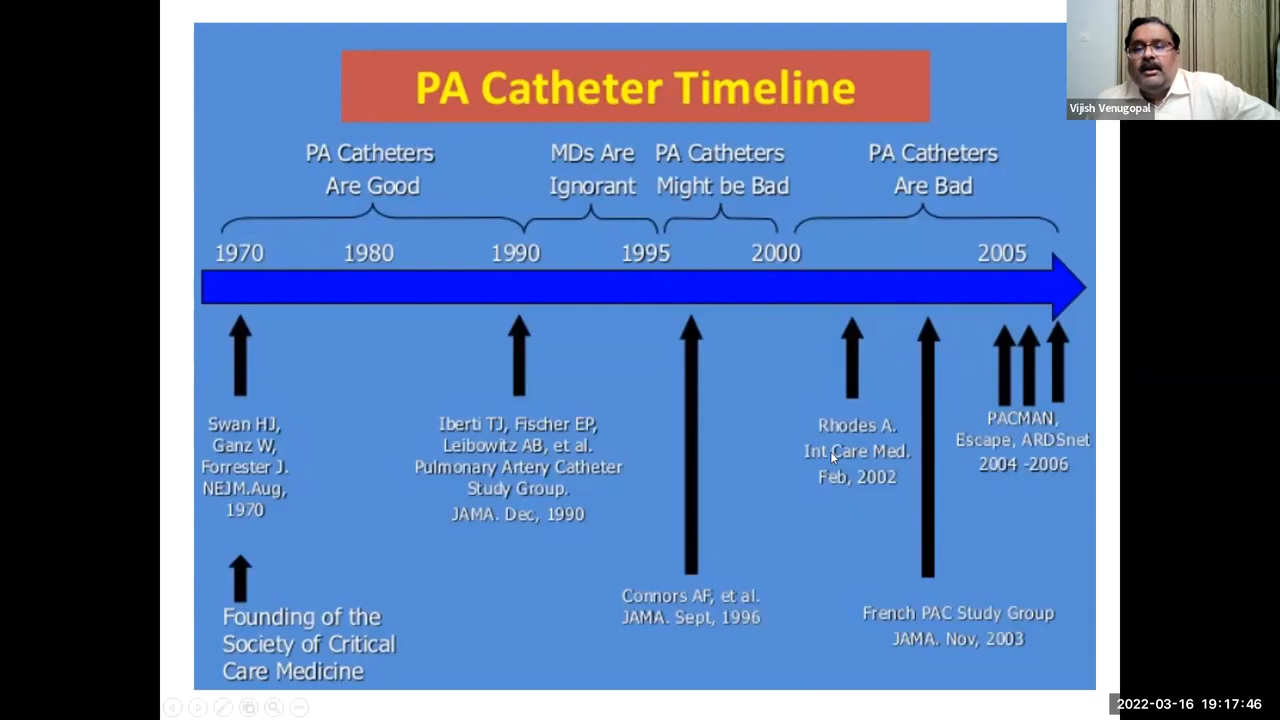 PA Catheter Timeline
Vijish Venugopal
PA Catheters
Are Good
MDs Are
Ignorant
PA Catheters
Might be Bad
PA Catheters
Are Bad
1970
1980
1990
1995
2000
2005
Swan HJ,
Ganz W,
Forrester J.
NEJM.Aug,
1970
Iberti TJ, Fischer EP,
Leibowitz AB, et al.
Pulmonary Artery Catheter
Study Group.
JAMA. Dec, 1990
Rhodes A.
Int Care Med.
Feb, 2002
PACMAN,
Escape, ARDSnet
2004 -2006
Connors AF, et al.
JAMA. Sept, 1996
French PAC Study Group
JAMA. Nov, 2003
Founding of the
Society of Critical
Care Medicine
2022-03-16 19:17:46